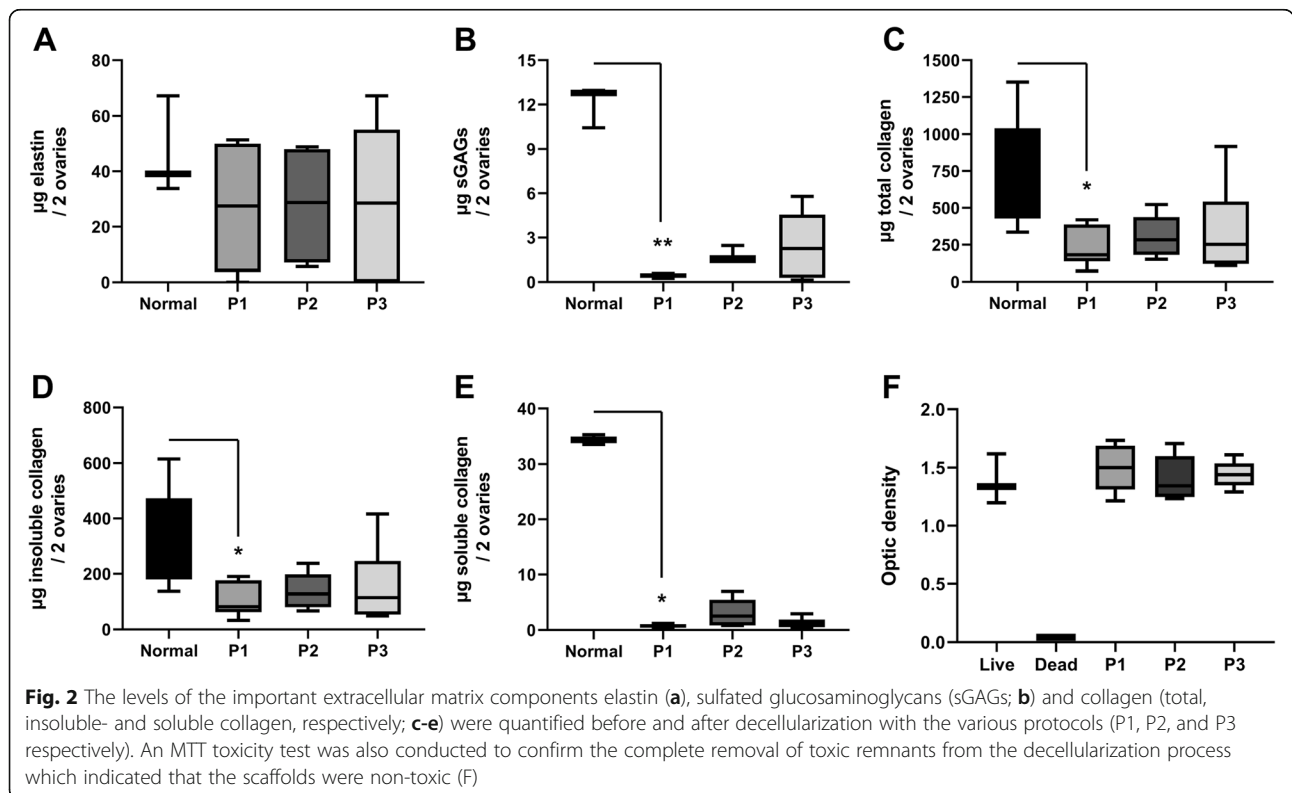 A
B
C
µg elastin
/ 2 ovaries
80
60
40
20
0
Normal P1 P2 P3
µg sGAGs
/ 2 ovaries
15
12
9
6
3
0
**
Normal P1 P2 P3
µg total collagen
/ 2 ovaries
1500
1250
1000
750
500
250
0
*
Normal P1 P2 P3
D
E
F
µg insoluble collagen
/ 2 ovaries
800
600
400
200
0
*
Normal P1 P2 P3
µg soluble collagen
/ 2 ovaries
40
30
20
10
0
*
Normal P1 P2 P3
Optic density
2.0
1.5
1.0
0.5
0.0
Live Dead P1 P2 P3
Fig. 2 The levels of the important extracellular matrix components elastin (a), sulfated glucosaminoglycans (sGAGs; b) and collagen (total,
insoluble- and soluble collagen, respectively; c-e) were quantified before and after decellularization with the various protocols (P1, P2, and P3
respectively). An MTT toxicity test was also conducted to confirm the complete removal of toxic remnants from the decellularization process
which indicated that the scaffolds were non-toxic (F)